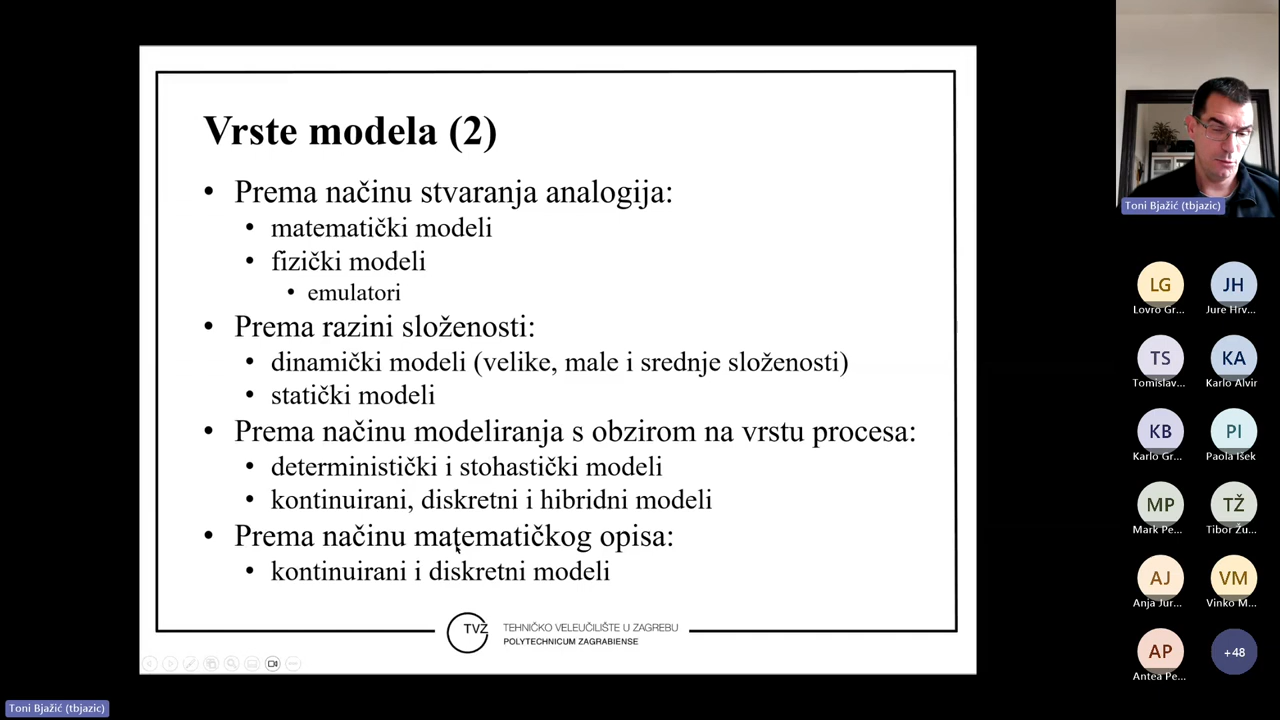 Vrste modela (2)
• Prema načinu stvaranja analogija:
• matematički modeli
• fizički modeli
• emulatori
• Prema razini složenosti:
• dinamički modeli (velike, male i srednje složenosti)
• statički modeli
• Prema načinu modeliranja s obzirom na vrstu procesa:
• deterministički i stohastički modeli
• kontinuirani, diskretni i hibridni modeli
• Prema načinu matematičkog opisa:
• kontinuirani i diskretni modeli
TVZ
TEHNIČKO VELEUČILIŠTE U ZAGREBU
POLYTECHNICUM ZAGRABIENSE
Toni Bjažić (tbjazic)
Toni Bjažić (tbjazic)
LG
Lovro Gr...
JH
Jure Hrv...
TS
Tomislav...
KA
Karlo Alvir
KB
Karlo Gr...
PI
Paola Išek
MP
Mark Pe...
TŽ
Tibor Žu...
AJ
Anja Jur...
VM
Vinko M...
AP
Antea Pe...
+48